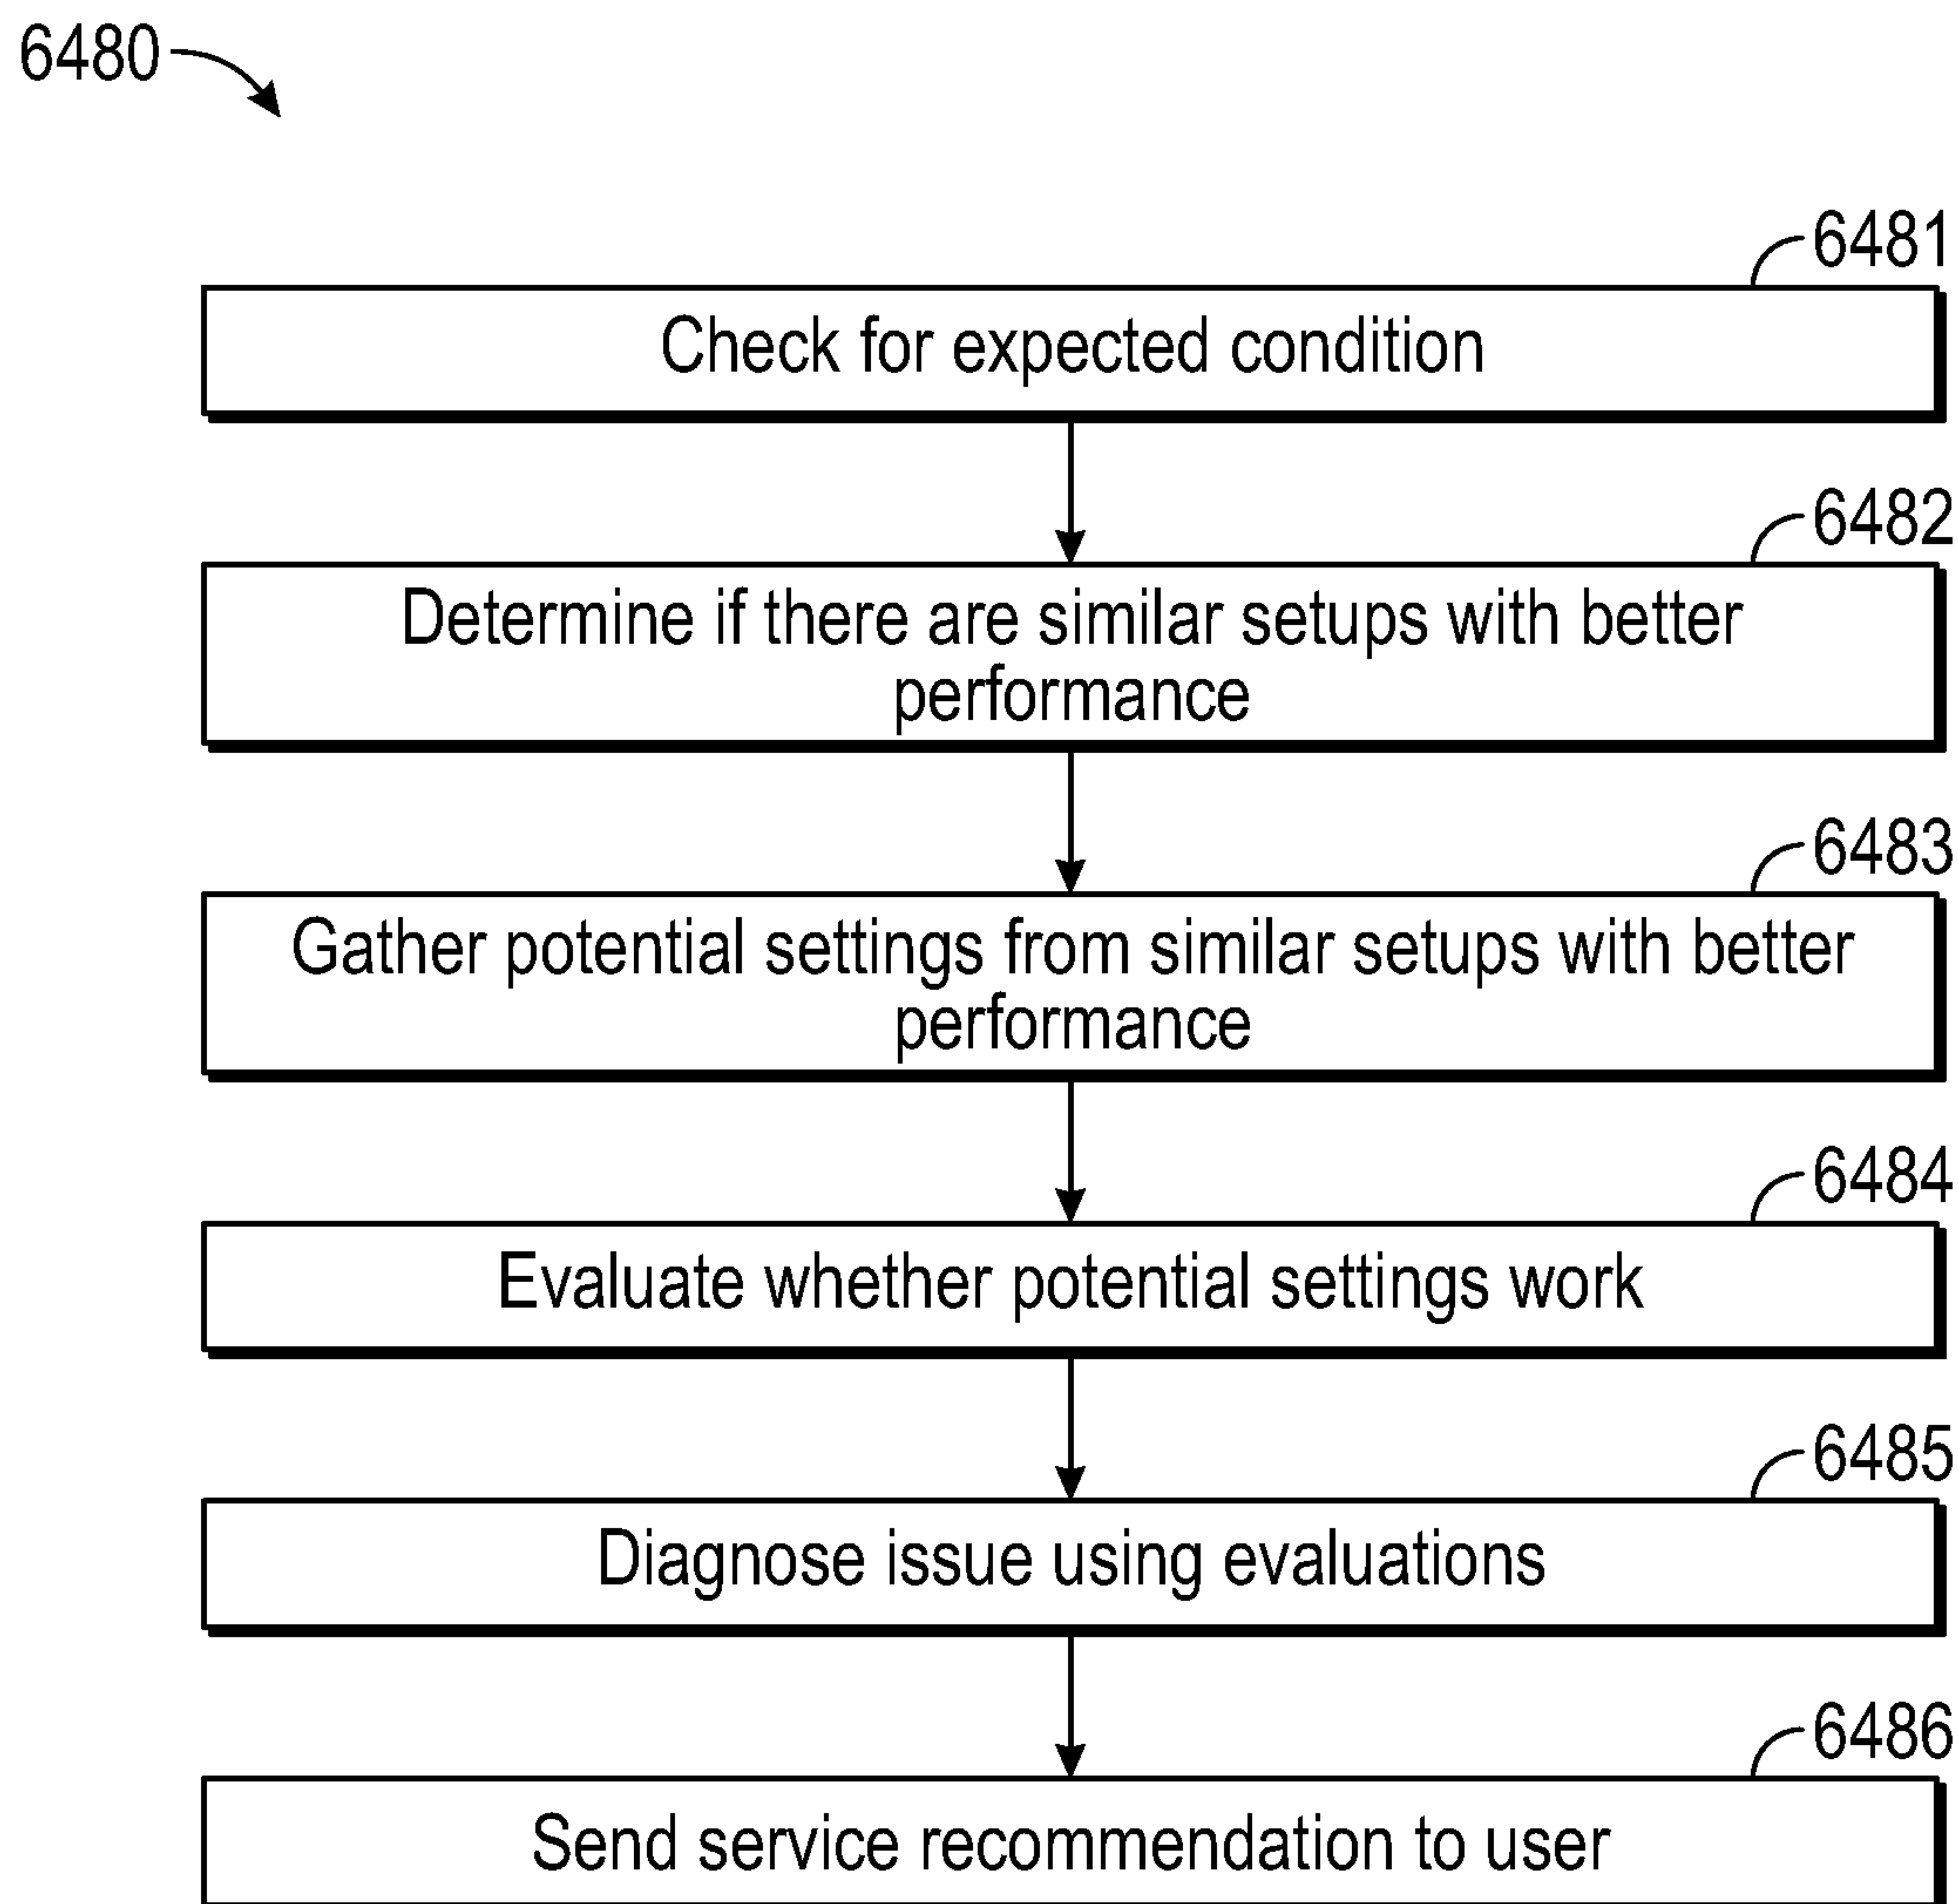 6480
6481
Check for expected condition
6482
Determine if there are similar setups with better
performance
6483
Gather potential settings from similar setups with better
performance
6484
Evaluate whether potential settings work
6485
Diagnose issue using evaluations
6486
Send service recommendation to user